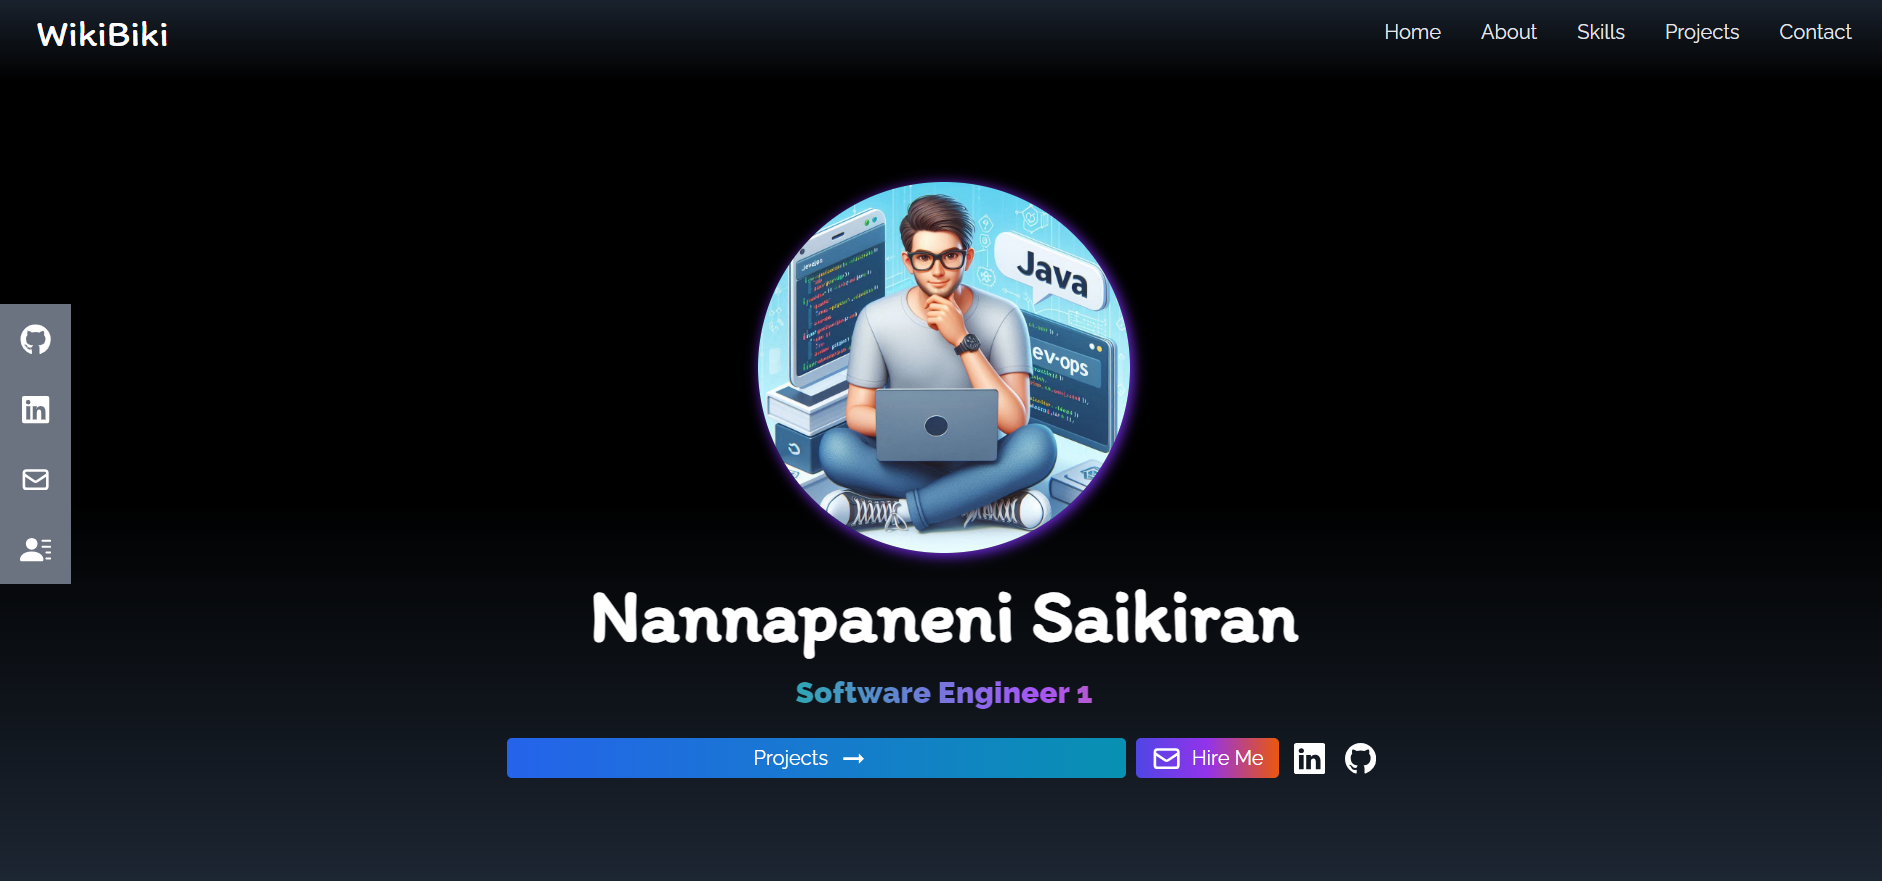 WikiBiki
Home About Skills Projects Contact
Java
ev-ops
Nannapaneni Saikiran
Software Engineer 1
Projects
Hire Me